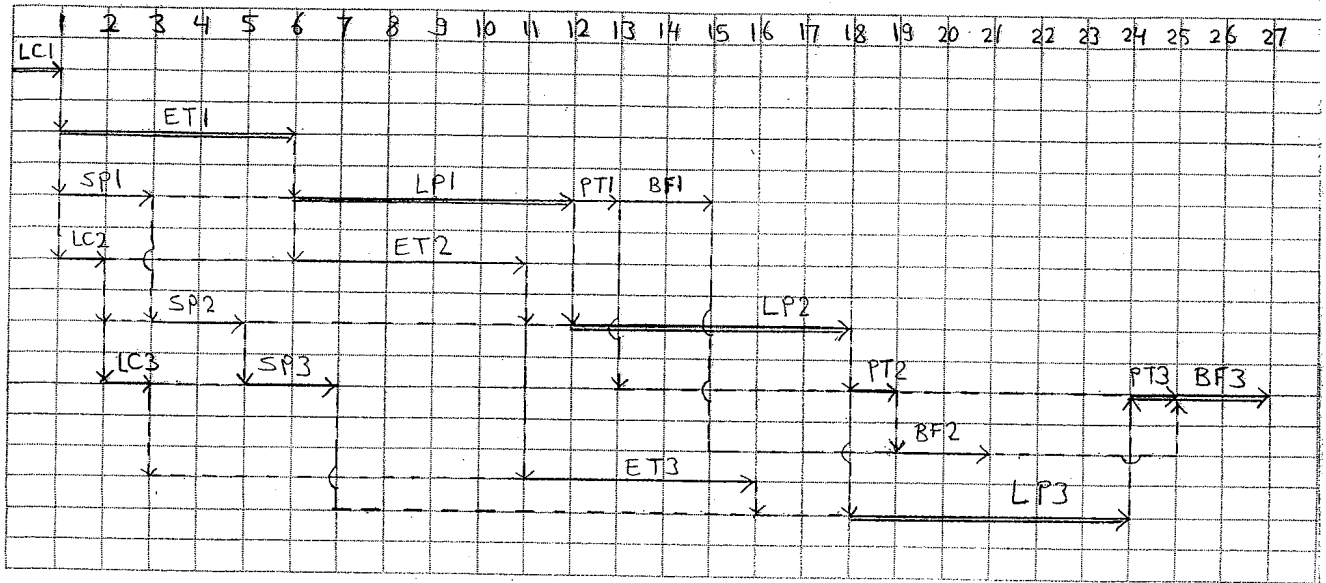 1 2 3 4 5 6 7 8 9 10 11 12 13 14 15 16 17 18 19 20 21 22 23 24 25 26 27
LC1
ET1
SP1 LP1 PT1 BF1
LC2 ET2
SP2 LP2
LC3 SP3 PT2 PT3 BF3
BF2
ET3
LP3